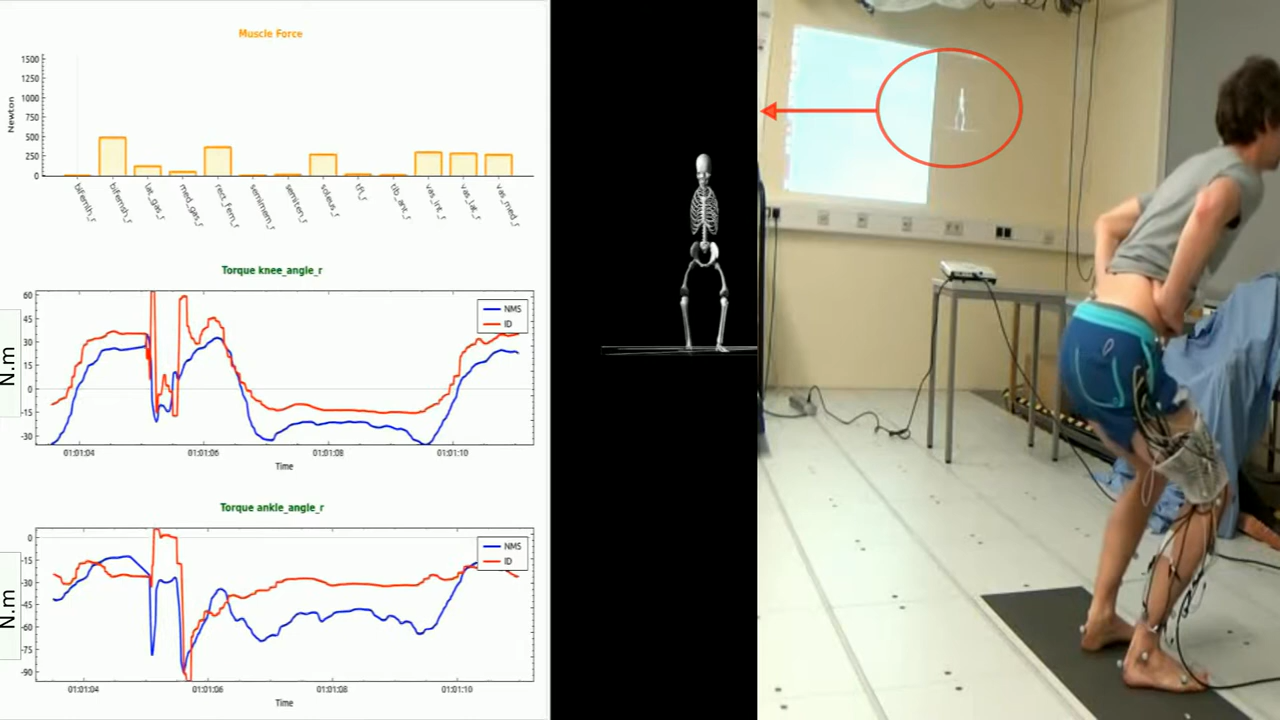 Muscle Force
Newton
1500
1250
1000
750
500
250
0
bifemlh_r
bifemsh_r
lat_gas_r
med_gas_r
rect_fem_r
semimem_r
semiten_r
soleus_r
tfl_r
tib_ant_r
vas_int_r
vas_lat_r
vas_med_r
Torque knee_angle_r
N.m
60
45
30
15
0
-15
-30
NMS
ID
01:01:04
01:01:06
01:01:08
01:01:10
Time
Torque ankle_angle_r
N.m
0
-15
-30
-45
-60
-75
-90
NMS
ID
01:01:04
01:01:06
01:01:08
01:01:10
Time